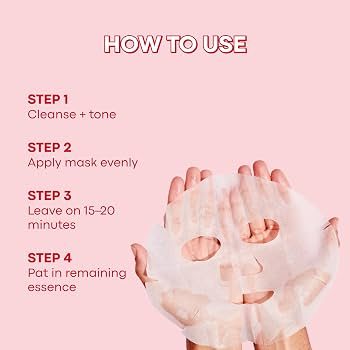 HOW TO USE
STEP 1
Cleanse + tone
STEP 2
Apply mask evenly
STEP 3
Leave on 15–20
minutes
STEP 4
Pat in remaining
essence